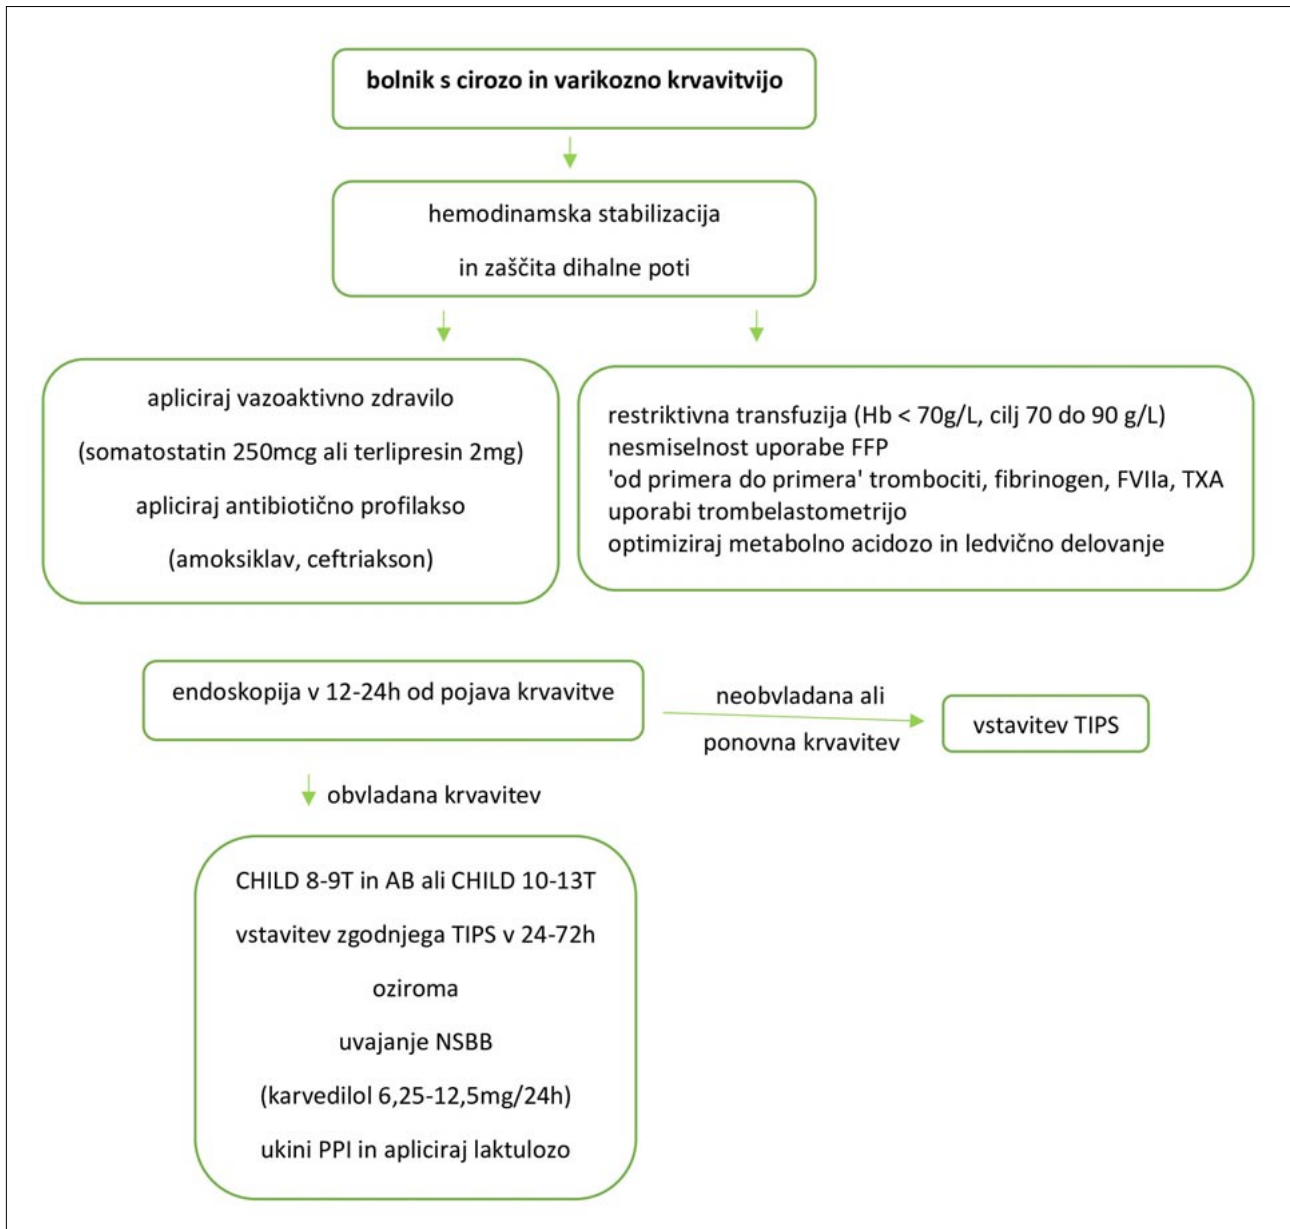 bolnik s cirozo in varikozno krvavitvijo
hemodinamska stabilizacija
in zaščita dihalne poti
apliciraj vazoaktivno zdravilo
(somatostatin 250mcg ali terlipresin 2mg)
apliciraj antibiotično profilakso
(amoksiklav, ceftriakson)
restriktivna transfuzija (Hb < 70g/L, cilj 70 do 90 g/L)
nesmiselnost uporabe FFP
'od primera do primera' trombociti, fibrinogen, FVIIa, TXA
uporabi trombelastometrijo
optimiziraj metabolno acidozo in ledvično delovanje
endoskopija v 12-24h od pojava krvavitve
neobvladana ali
ponovna krvavitev
vstavitev TIPS
obvladana krvavitev
CHILD 8-9T in AB ali CHILD 10-13T
vstavitev zgodnjega TIPS v 24-72h
oziroma
uvajanje NSBB
(karvedilol 6,25-12,5mg/24h)
ukini PPI in apliciraj laktulozo